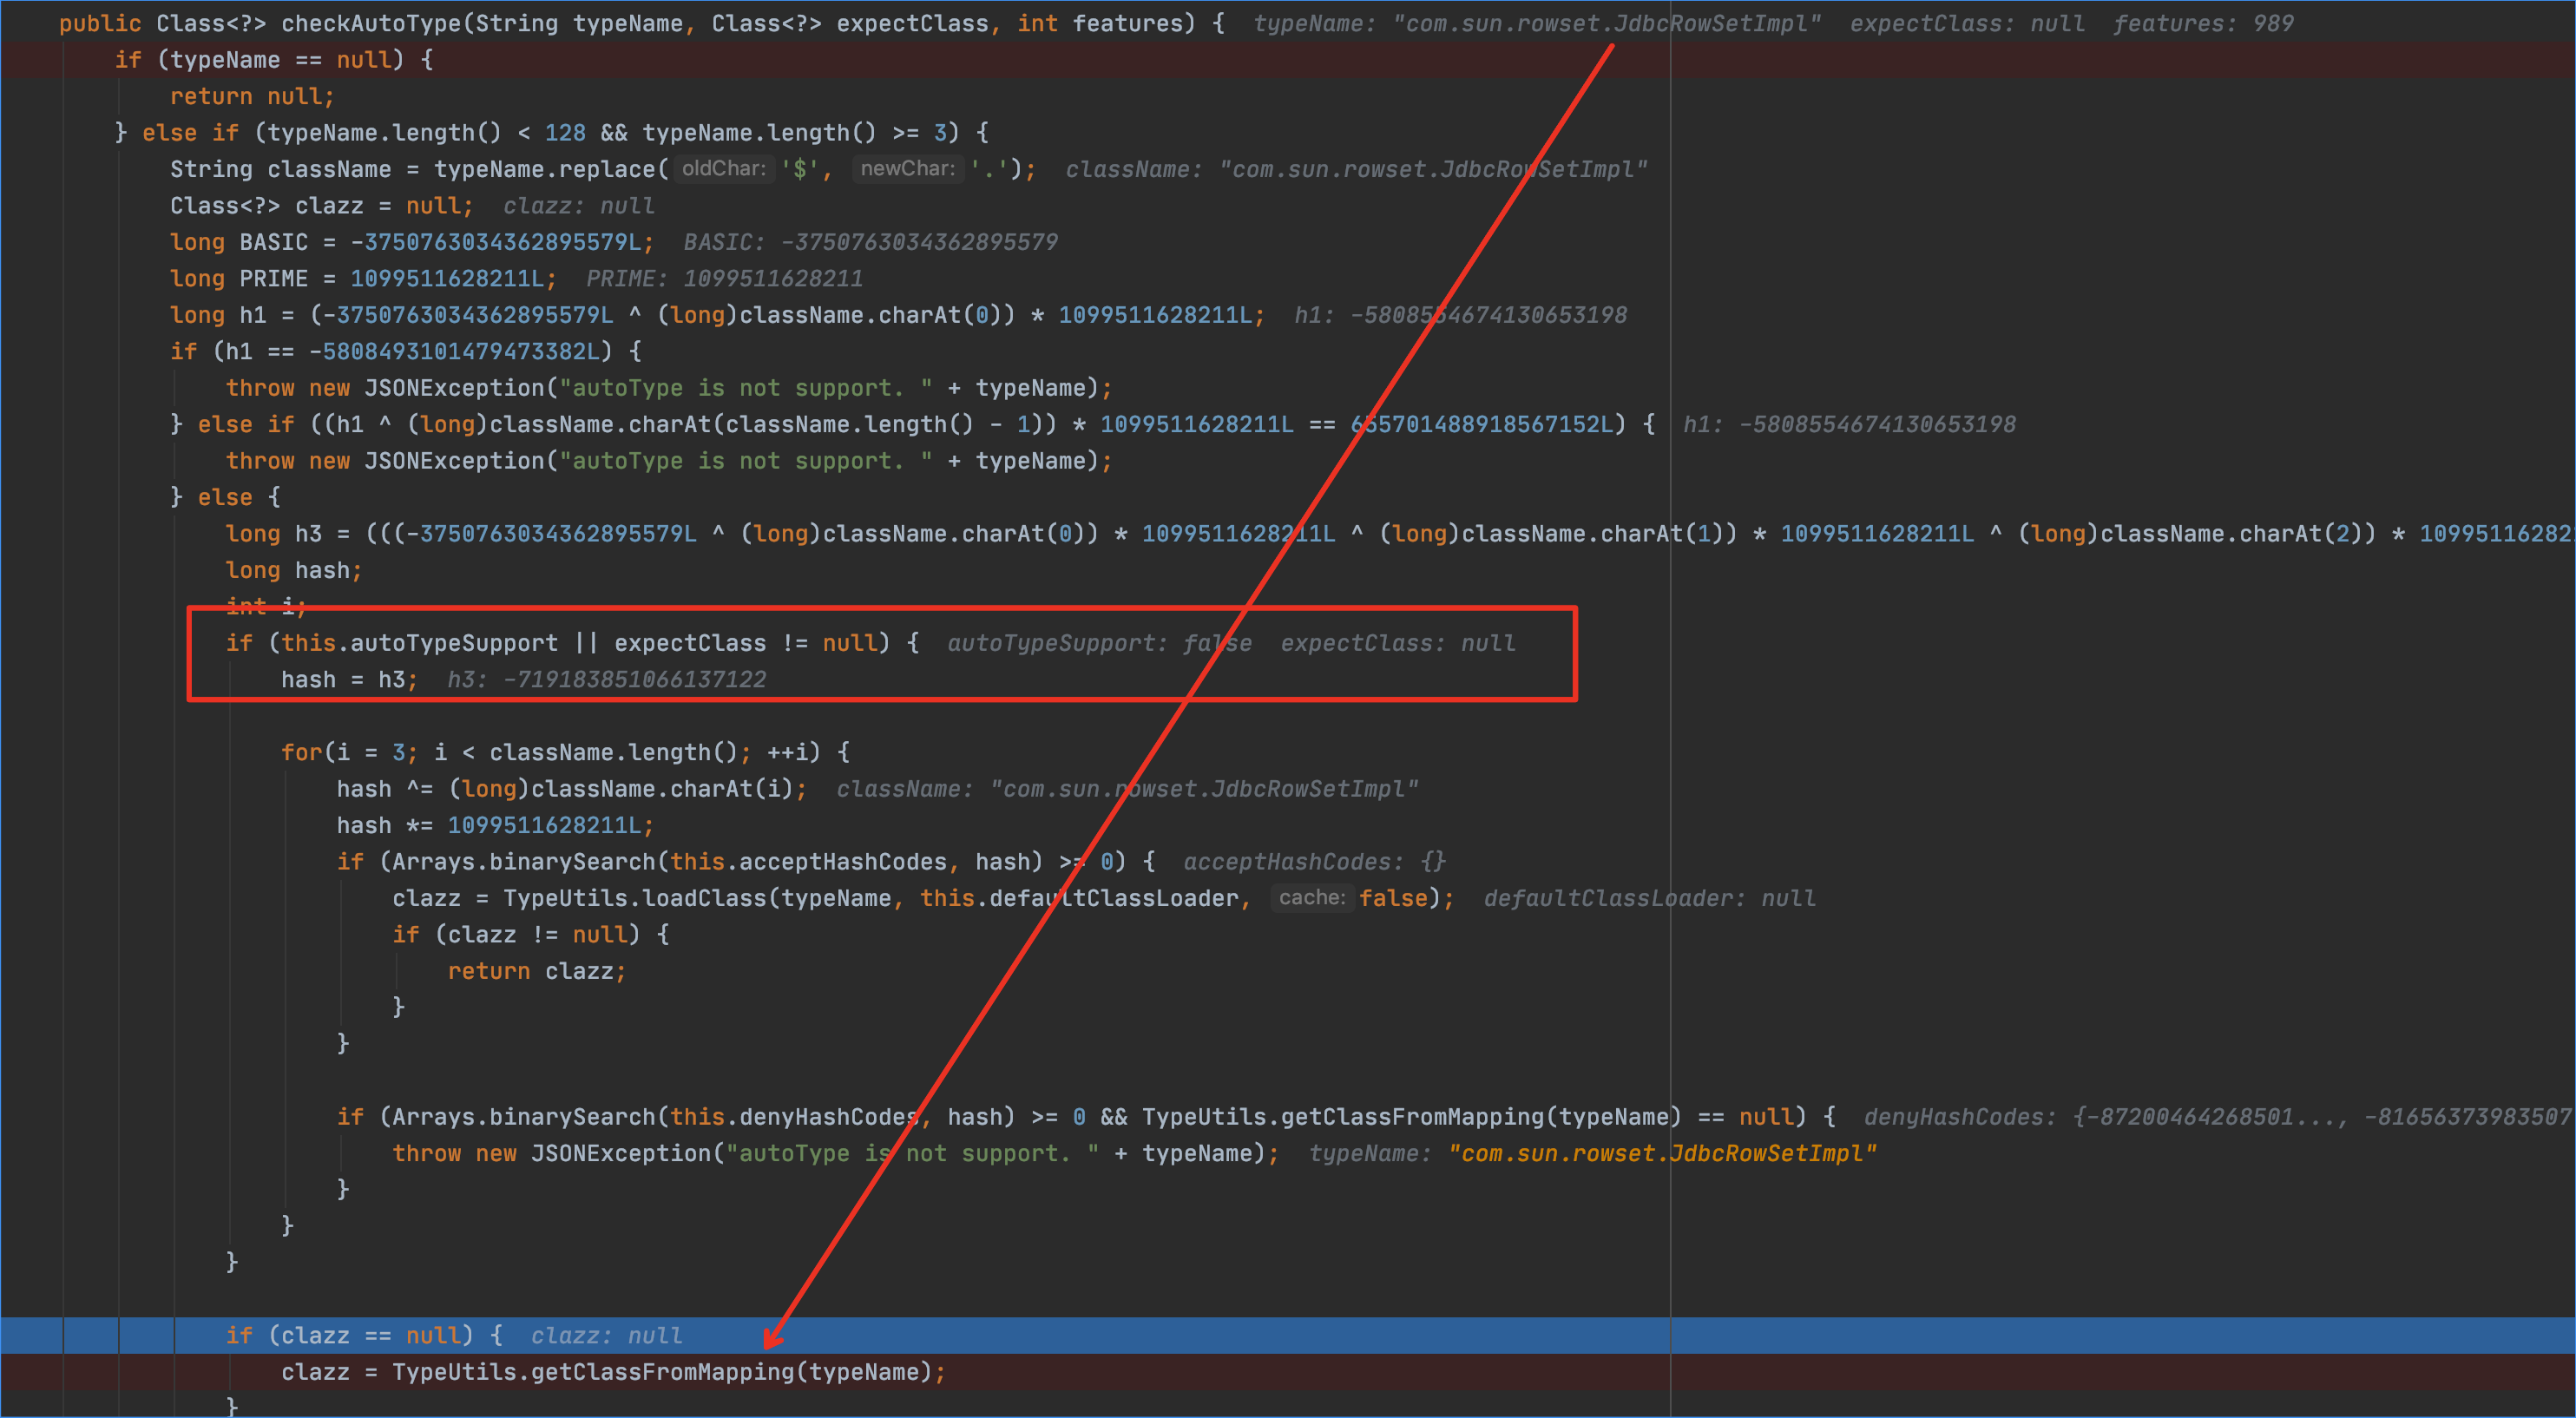 public Class<?> checkAutoType(String typeName, Class<?> expectClass, int features) {  typeName: "com.sun.rowset.JdbcRowSetImpl"  expectClass: null  features: 989
if (typeName == null) {
return null;
} else if (typeName.length() < 128 && typeName.length() >= 3) {
String className = typeName.replace( oldChar: '$', newChar: '.');  className: "com.sun.rowset.JdbcRowSetImpl"
Class<?> clazz = null;  clazz: null
long BASIC = -3750763034362895579L;  BASIC: -3750763034362895579
long PRIME = 1099511628211L;  PRIME: 1099511628211
long h1 = (-3750763034362895579L ^ (long)className.charAt(0)) * 1099511628211L;  h1: -5808554674130653198
if (h1 == -5808493101479473382L) {
throw new JSONException("autoType is not support. " + typeName);
} else if ((h1 ^ (long)className.charAt(className.length() - 1)) * 1099511628211L == 655701488918567152L) {  h1: -5808554674130653198
throw new JSONException("autoType is not support. " + typeName);
} else {
long h3 = (((-3750763034362895579L ^ (long)className.charAt(0)) * 1099511628211L ^ (long)className.charAt(1)) * 1099511628211L ^ (long)className.charAt(2)) * 10995116282
long hash;
int i;
if (this.autoTypeSupport || expectClass != null) {  autoTypeSupport: false  expectClass: null
hash = h3;  h3: -719183851066137122
for(i = 3; i < className.length(); ++i) {
hash ^= (long)className.charAt(i);  className: "com.sun.rowset.JdbcRowSetImpl"
hash *= 1099511628211L;
if (Arrays.binarySearch(this.acceptHashCodes, hash) >= 0) {  acceptHashCodes: {}
clazz = TypeUtils.loadClass(typeName, this.defaultClassLoader, cache: false);  defaultClassLoader: null
if (clazz != null) {
return clazz;
}
}
if (Arrays.binarySearch(this.denyHashCodes, hash) >= 0 && TypeUtils.getClassFromMapping(typeName) == null) {  denyHashCodes: {-87200464268501..., -81656373983507
throw new JSONException("autoType is not support. " + typeName);  typeName: "com.sun.rowset.JdbcRowSetImpl"
}
}
}
if (clazz == null) {  clazz: null
clazz = TypeUtils.getClassFromMapping(typeName);
}